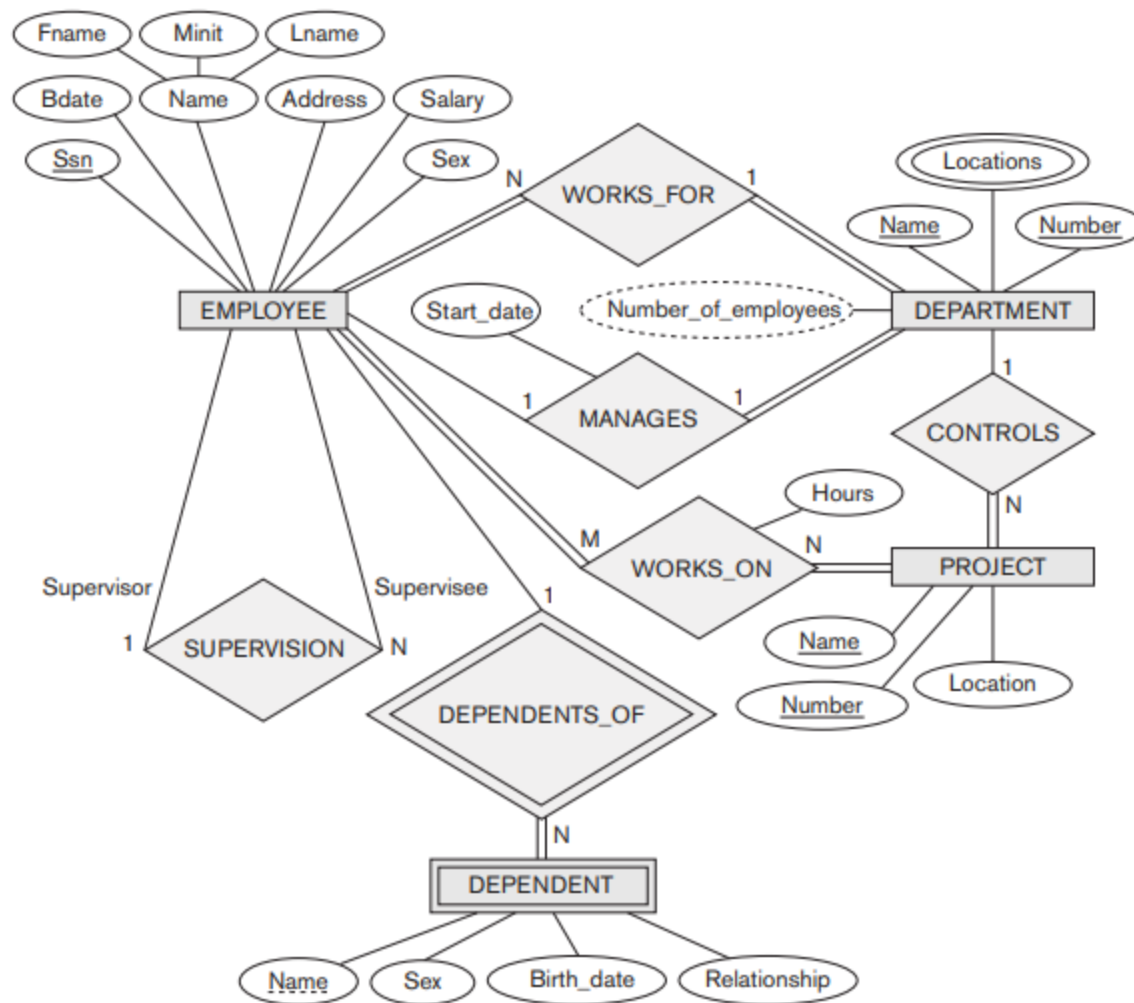 Fname
Minit
Lname
Bdate
Name
Address
Salary
Ssn
Sex
N
WORKS_FOR
1
Locations
Name
Number
EMPLOYEE
Start_date
Number_of_employees
DEPARTMENT
1
MANAGES
1
1
CONTROLS
N
Hours
M
WORKS_ON
N
PROJECT
Supervisor
Supervisee
1
SUPERVISION
N
1
Name
Number
Location
DEPENDENTS_OF
N
DEPENDENT
Name
Sex
Birth_date
Relationship